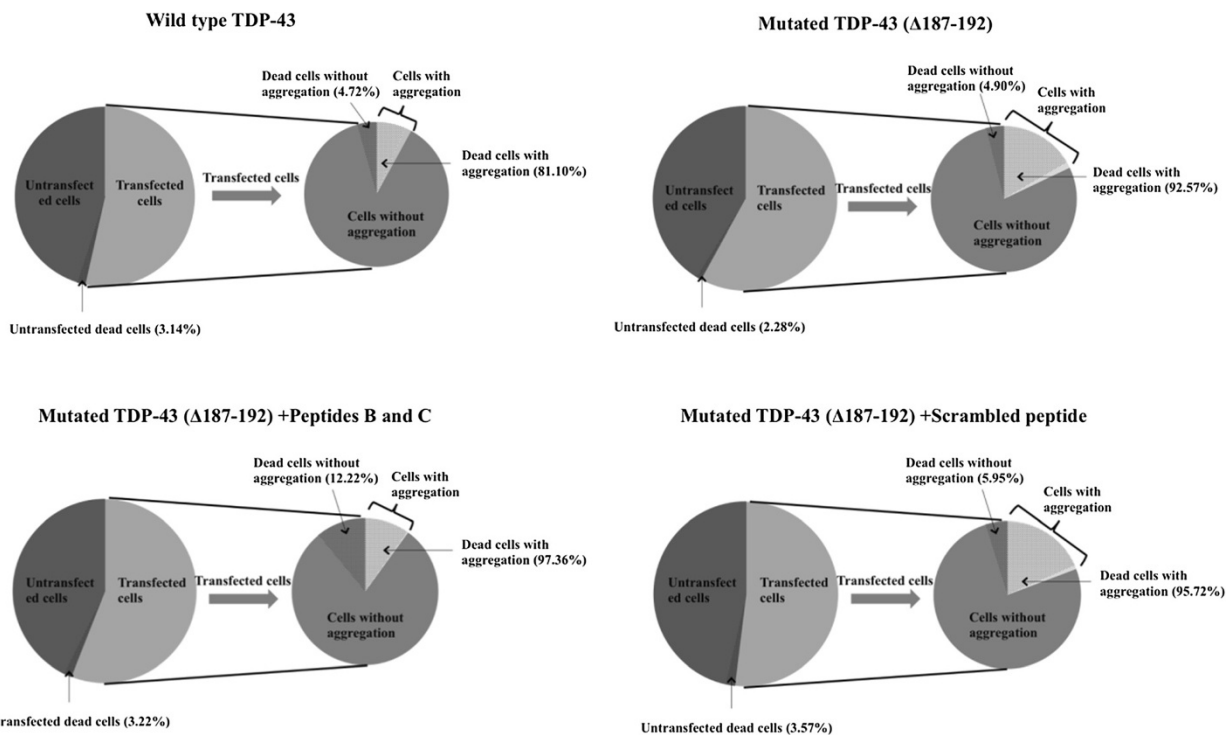 Wild type TDP-43
Dead cells without
aggregation (4.72%)
Cells with
aggregation
Untransfect
ed cells
Transfected
cells
Transfected cells
Dead cells with
aggregation (81.10%)
Cells without
aggregation
Untransfected dead cells (3.14%)
Mutated TDP-43 (Δ187-192)
Dead cells without
aggregation (4.90%)
Cells with
aggregation
Untransfect
ed cells
Transfected
cells
Transfected cells
Dead cells with
aggregation (92.57%)
Cells without
aggregation
Untransfected dead cells (2.28%)
Mutated TDP-43 (Δ187-192) +Peptides B and C
Dead cells without
aggregation (12.22%)
Cells with
aggregation
Untransfect
ed cells
Transfected
cells
Transfected cells
Dead cells with
aggregation (97.36%)
Cells without
aggregation
ransfected dead cells (3.22%)
Mutated TDP-43 (Δ187-192) +Scrambled peptide
Dead cells without
aggregation (5.95%)
Cells with
aggregation
Untransfect
ed cells
Transfected
cells
Transfected cells
Dead cells with
aggregation (95.72%)
Cells without
aggregation
Untransfected dead cells (3.57%)